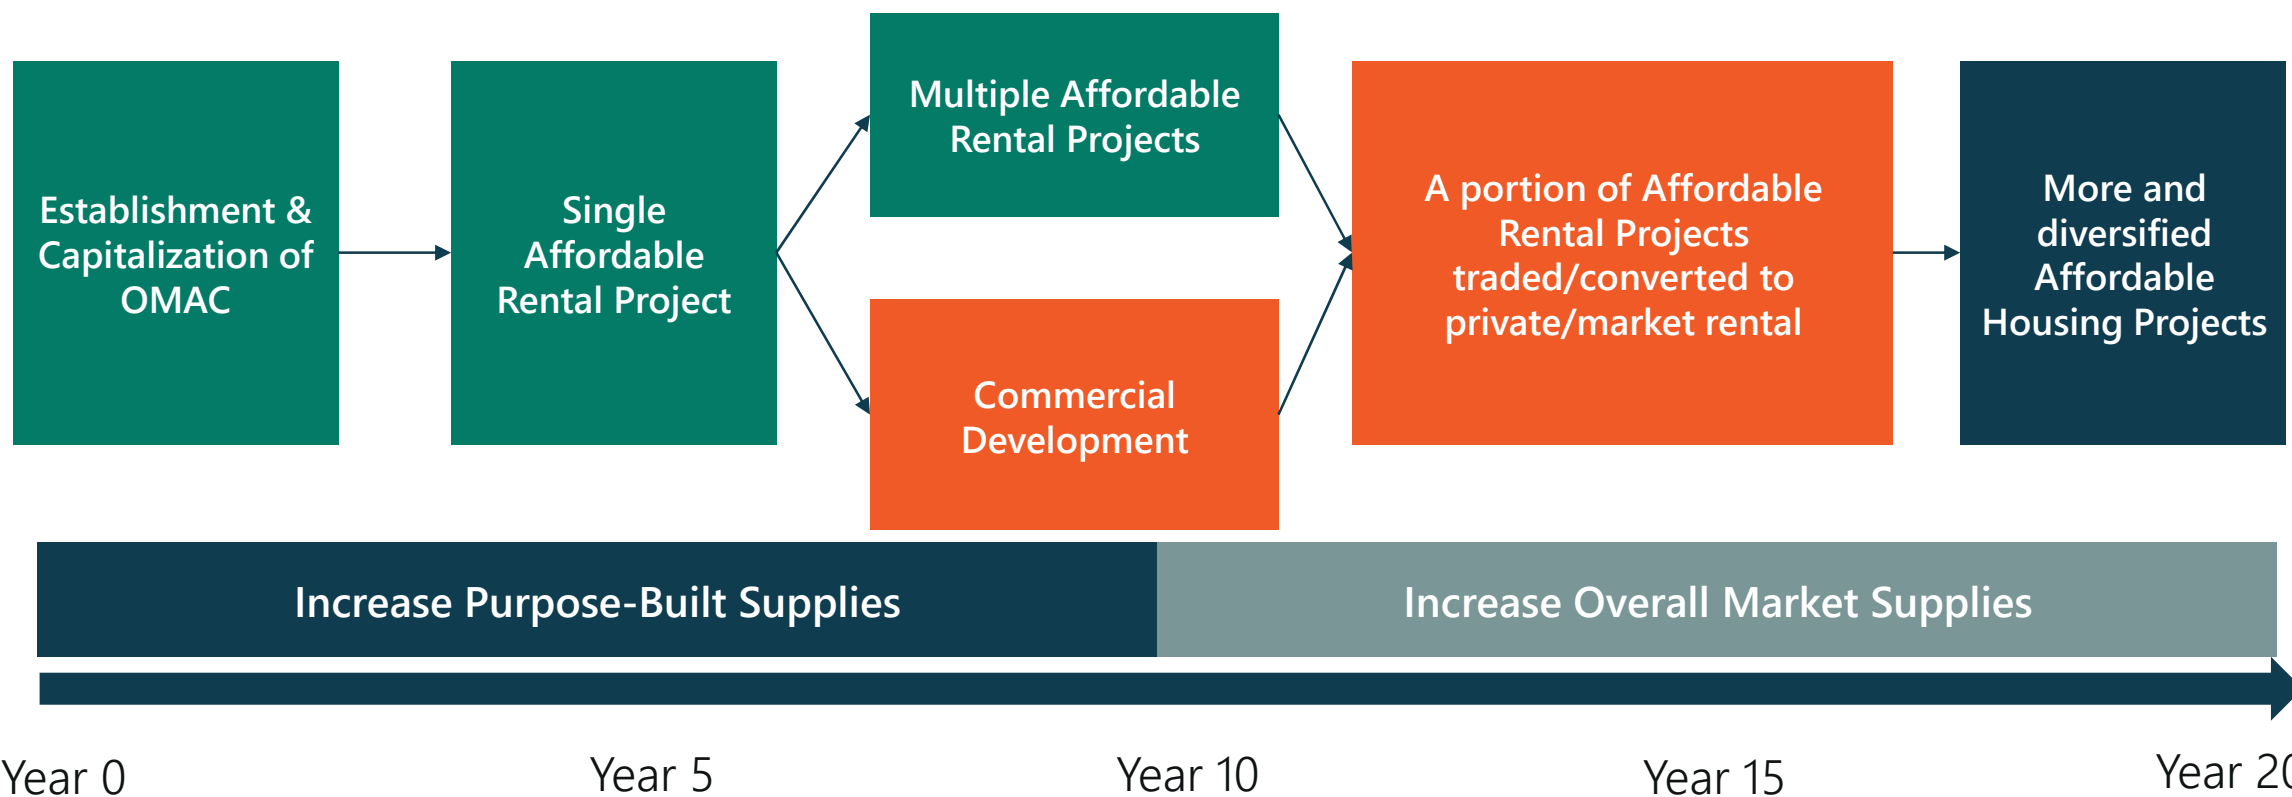 Establishment &
Capitalization of
OMAC
Single
Affordable
Rental Project
Multiple Affordable
Rental Projects
Commercial
Development
A portion of Affordable
Rental Projects
traded/converted to
private/market rental
More and
diversified
Affordable
Housing Projects
Increase Purpose-Built Supplies
Increase Overall Market Supplies
Year 0
Year 5
Year 10
Year 15
Year 20